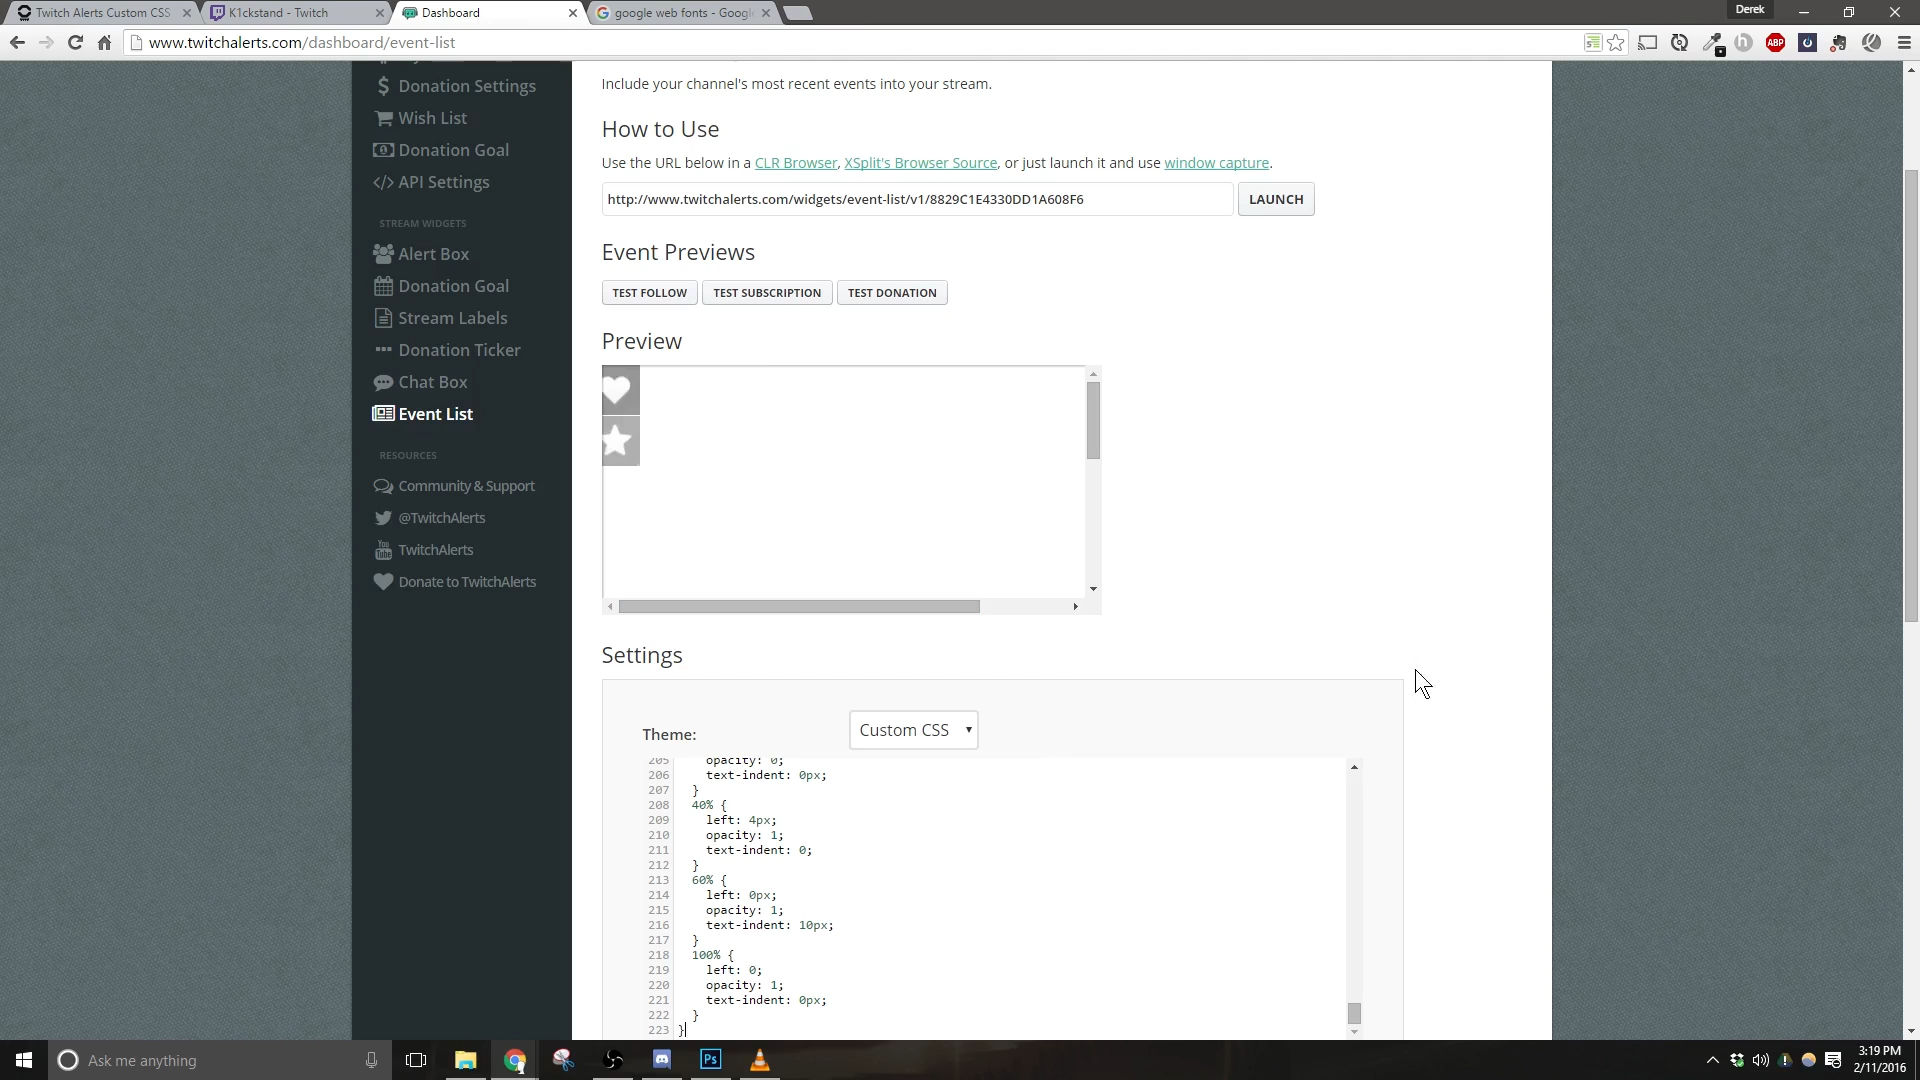 Twitch Alerts Custom CSS
K1ckstand - Twitch
Dashboard
google web fonts - Googl
Derek
www.twitchalerts.com/dashboard/event-list
ABP
Donation Settings
Wish List
Donation Goal
API Settings
STREAM WIDGETS
Alert Box
Donation Goal
Stream Labels
Donation Ticker
Chat Box
Event List
RESOURCES
Community & Support
@TwitchAlerts
TwitchAlerts
Donate to TwitchAlerts
Include your channel's most recent events into your stream.
How to Use
Use the URL below in a CLR Browser, XSplit's Browser Source, or just launch it and use window capture.
http://www.twitchalerts.com/widgets/event-list/v1/8829C1E4330DD1A608F6
LAUNCH
Event Previews
TEST FOLLOW TEST SUBSCRIPTION TEST DONATION
Preview
Settings
Theme: Custom CSS
205 opacity: 0;
206 text-indent: 0px;
207 }
208 40% {
209 left: 4px;
210 opacity: 1;
211 text-indent: 0;
212 }
213 60% {
214 left: 0px;
215 opacity: 1;
216 text-indent: 10px;
217 }
218 100% {
219 left: 0;
220 opacity: 1;
221 text-indent: 0px;
222 }
223 }
Ask me anything
Ps
3:19 PM
2/11/2016